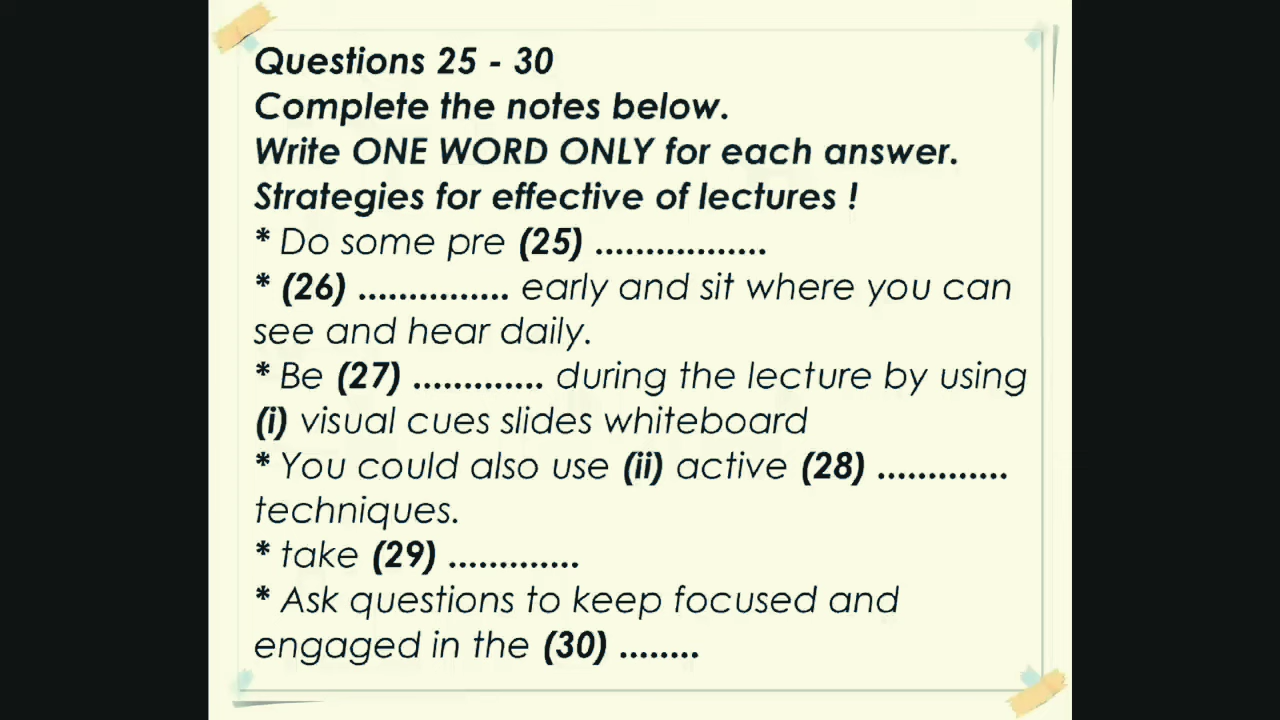 Questions 25 - 30
Complete the notes below.
Write ONE WORD ONLY for each answer.
Strategies for effective of lectures !
* Do some pre (25) .................
* (26) ............... early and sit where you can
see and hear daily.
* Be (27) ............. during the lecture by using
(i) visual cues slides whiteboard
* You could also use (ii) active (28) .............
techniques.
* take (29) .............
* Ask questions to keep focused and
engaged in the (30) ........